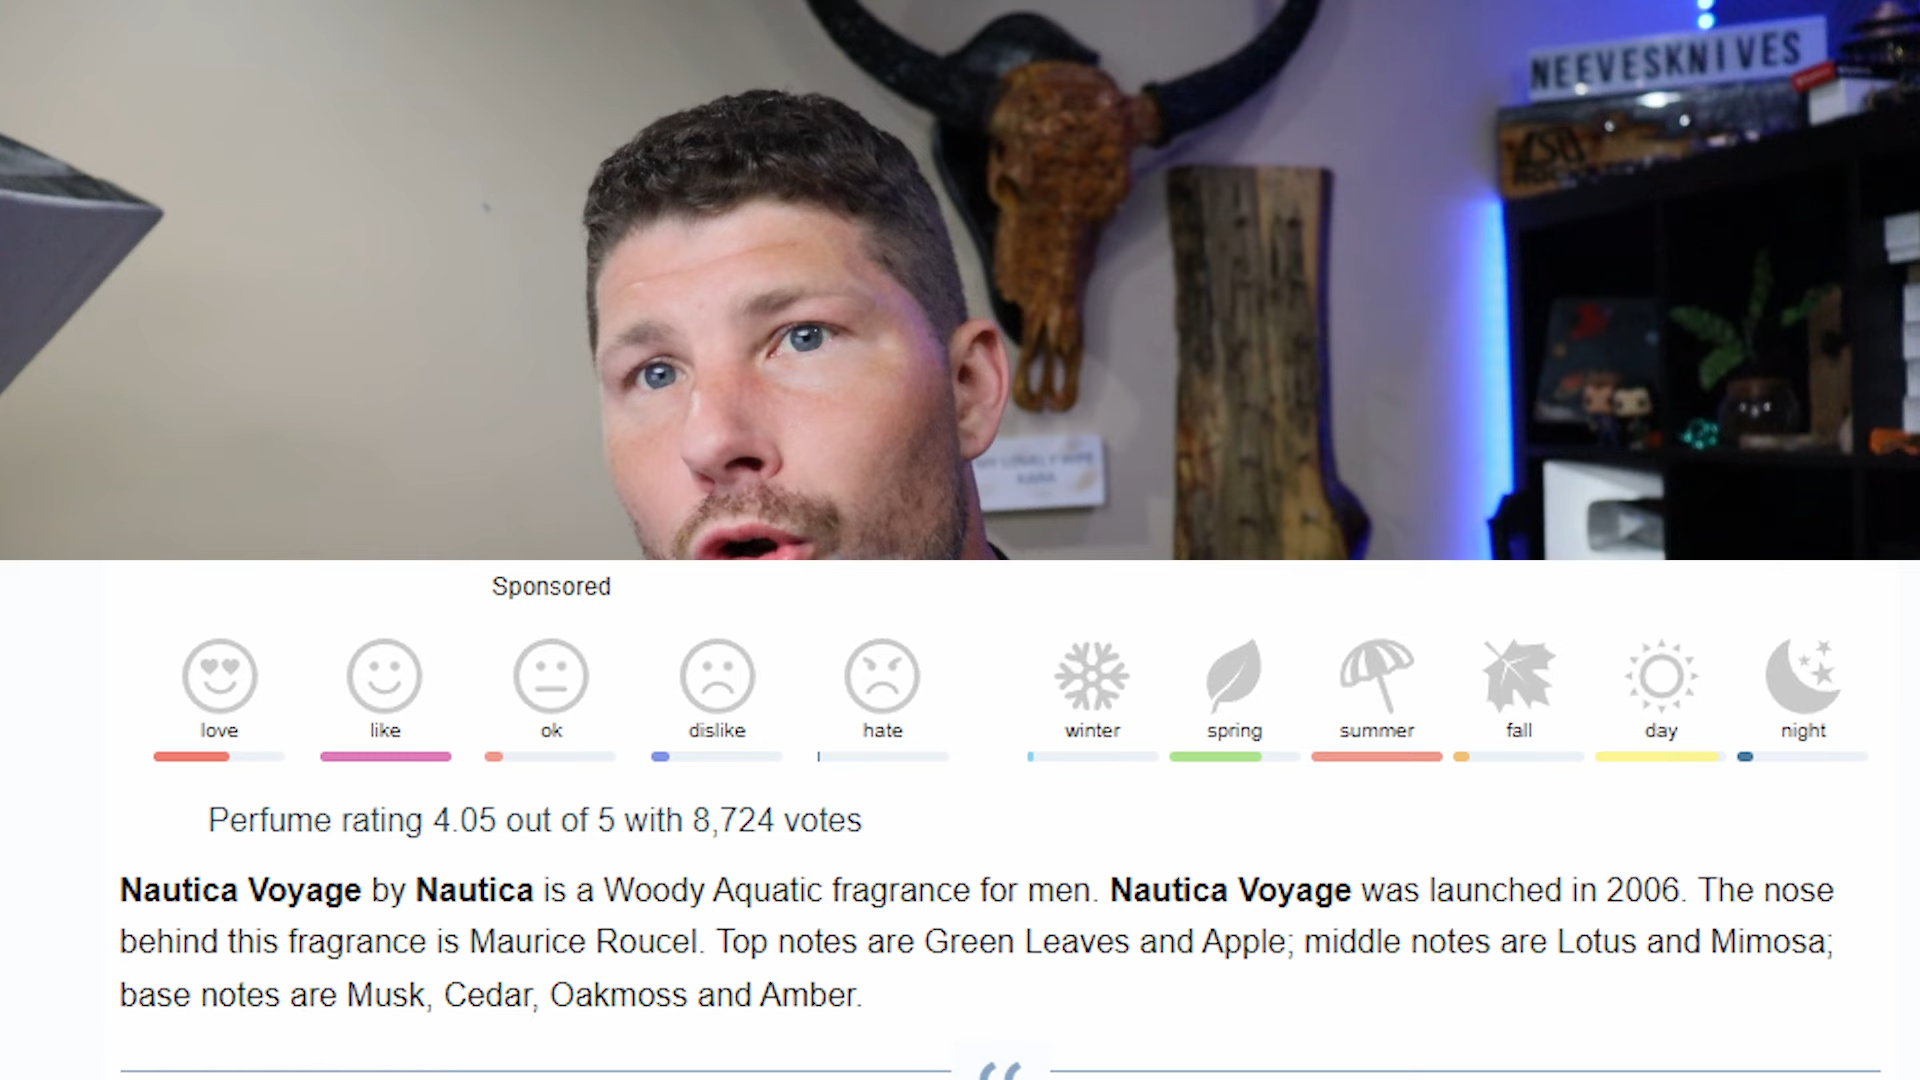 NEEVESKNIVES
Sponsored
love like ok dislike hate winter spring summer fall day night
Perfume rating 4.05 out of 5 with 8,724 votes
Nautica Voyage by Nautica is a Woody Aquatic fragrance for men. Nautica Voyage was launched in 2006. The nose
behind this fragrance is Maurice Roucel. Top notes are Green Leaves and Apple; middle notes are Lotus and Mimosa;
base notes are Musk, Cedar, Oakmoss and Amber.
“